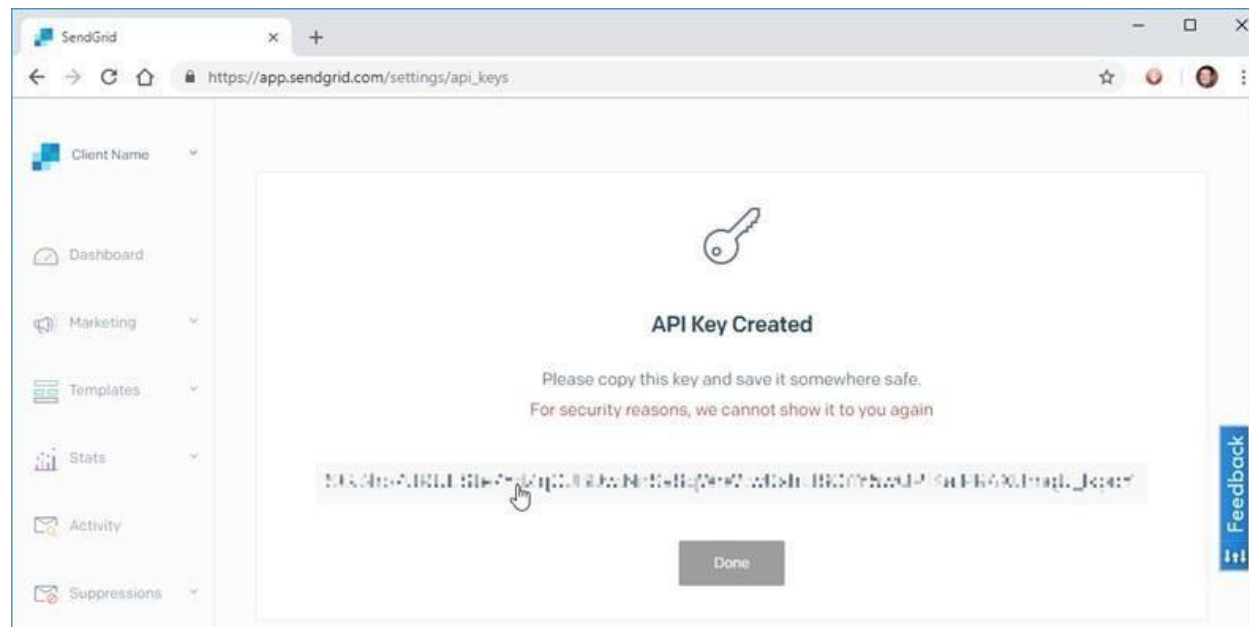 SendGrid
https://app.sendgrid.com/settings/api_keys
Client Name
Dashboard
Marketing
Templates
Stats
Activity
Suppressions
API Key Created
Please copy this key and save it somewhere safe.
For security reasons, we cannot show it to you again
Done
Feedback